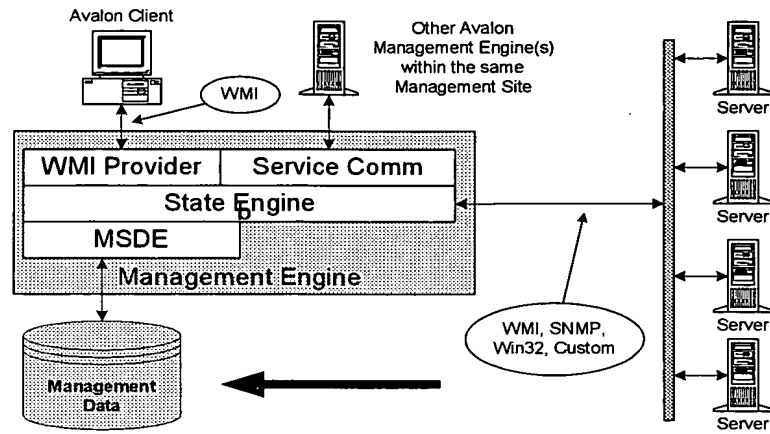 Avalon Client
Other Avalon
Management Engine(s)
within the same
Management Site
WMI
Server
WMI Provider
Service Comm
State Engine
b
MSDE
Management Engine
Server
Server
WMI, SNMP,
Win32, Custom
Management
Data
Server